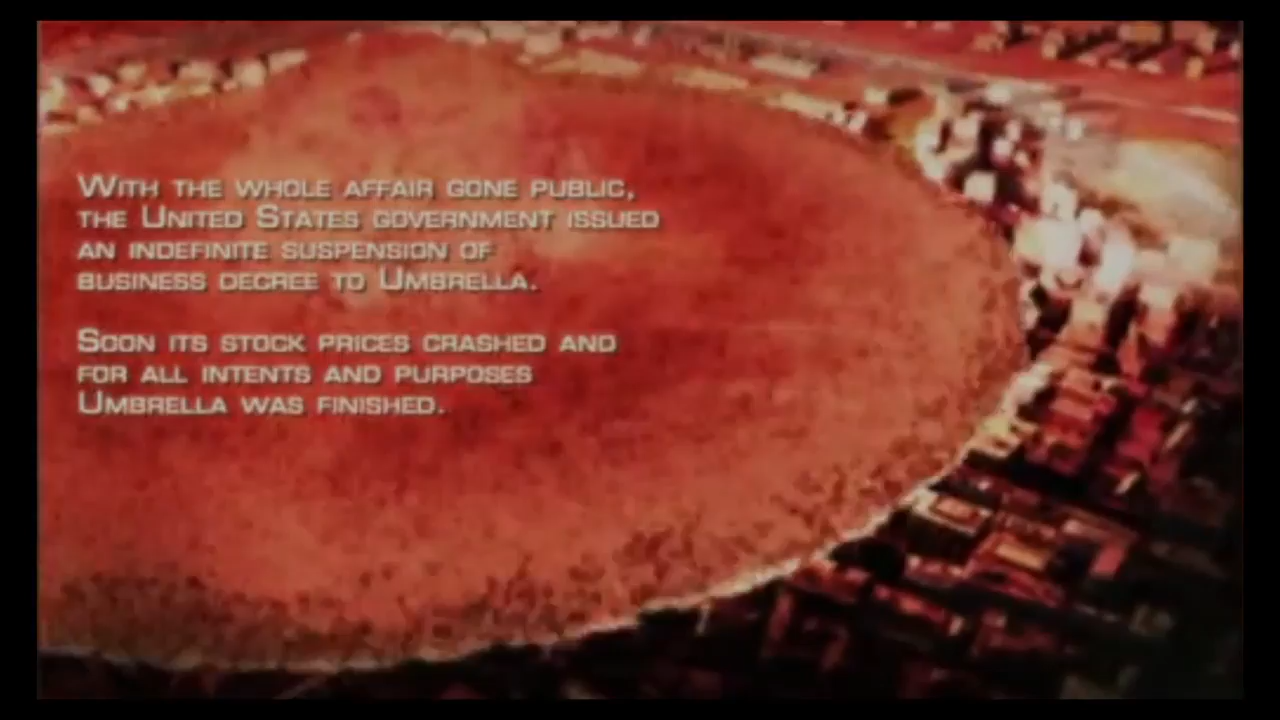 With the whole affair gone public,
the United States government issued
an indefinite suspension of
business decree to Umbrella.
Soon its stock prices crashed and
for all intents and purposes
Umbrella was finished.